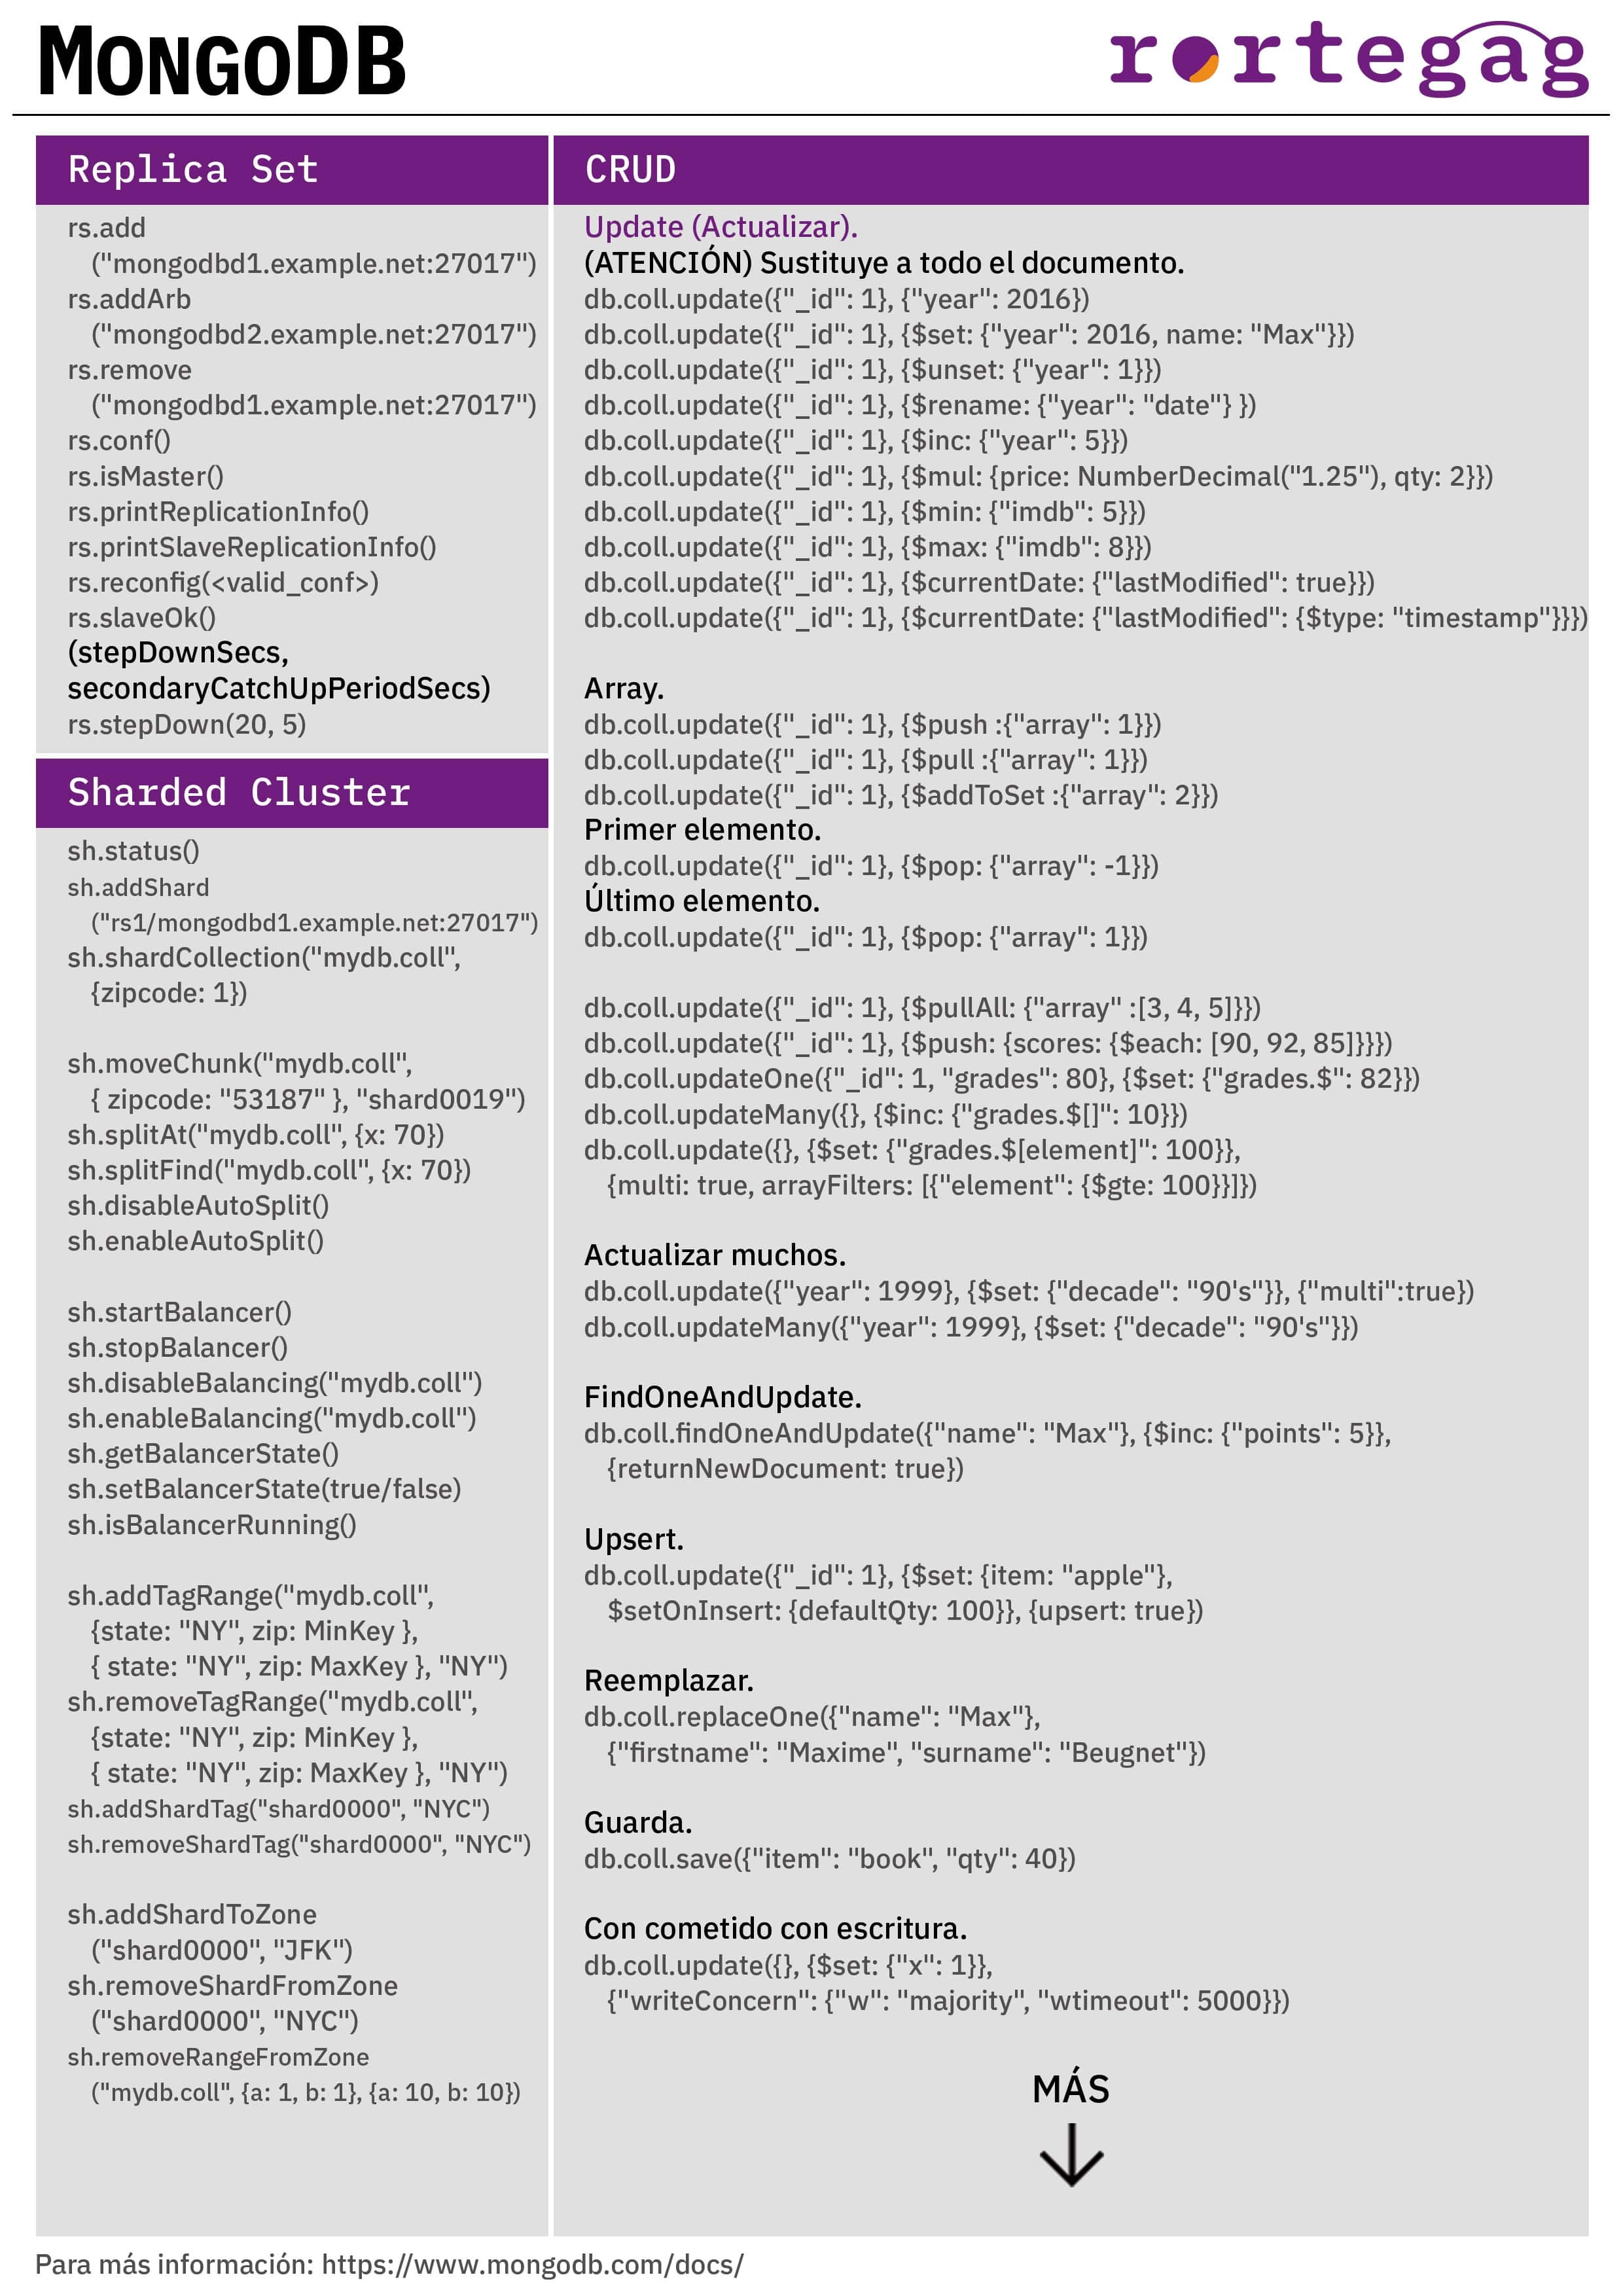 MONGODB
rortegag
Replica Set
rs.add
("mongodbd1.example.net:27017")
rs.addArb
("mongodbd2.example.net:27017")
rs.remove
("mongodbd1.example.net:27017")
rs.conf()
rs.isMaster()
rs.printReplicationInfo()
rs.printSlaveReplicationInfo()
rs.reconfig(<valid_conf>)
rs.slaveOk()
(stepDownSecs,
secondaryCatchUpPeriodSecs)
rs.stepDown(20, 5)
Sharded Cluster
sh.status()
sh.addShard
("rs1/mongodbd1.example.net:27017")
sh.shardCollection("mydb.coll",
{zipcode: 1})
sh.moveChunk("mydb.coll",
{ zipcode: "53187" }, "shard0019")
sh.splitAt("mydb.coll", {x: 70})
sh.splitFind("mydb.coll", {x: 70})
sh.disableAutoSplit()
sh.enableAutoSplit()
sh.startBalancer()
sh.stopBalancer()
sh.disableBalancing("mydb.coll")
sh.enableBalancing("mydb.coll")
sh.getBalancerState()
sh.setBalancerState(true/false)
sh.isBalancerRunning()
sh.addTagRange("mydb.coll",
{state: "NY", zip: MinKey },
{ state: "NY", zip: MaxKey }, "NY")
sh.removeTagRange("mydb.coll",
{state: "NY", zip: MinKey },
{ state: "NY", zip: MaxKey }, "NY")
sh.addShardTag("shard0000", "NYC")
sh.removeShardTag("shard0000", "NYC")
sh.addShardToZone
("shard0000", "JFK")
sh.removeShardFromZone
("shard0000", "NYC")
sh.removeRangeFromZone
("mydb.coll", {a: 1, b: 1}, {a: 10, b: 10})
CRUD
Update (Actualizar).
(ATENCIÓN) Sustituye a todo el documento.
db.coll.update({"_id": 1}, {"year": 2016})
db.coll.update({"_id": 1}, {$set: {"year": 2016, name: "Max"}})
db.coll.update({"_id": 1}, {$unset: {"year": 1}})
db.coll.update({"_id": 1}, {$rename: {"year": "date"} })
db.coll.update({"_id": 1}, {$inc: {"year": 5}})
db.coll.update({"_id": 1}, {$mul: {price: NumberDecimal("1.25"), qty: 2}})
db.coll.update({"_id": 1}, {$min: {"imdb": 5}})
db.coll.update({"_id": 1}, {$max: {"imdb": 8}})
db.coll.update({"_id": 1}, {$currentDate: {"lastModified": true}})
db.coll.update({"_id": 1}, {$currentDate: {"lastModified": {$type: "timestamp"}}})
Array.
db.coll.update({"_id": 1}, {$push :{"array": 1}})
db.coll.update({"_id": 1}, {$pull :{"array": 1}})
db.coll.update({"_id": 1}, {$addToSet :{"array": 2}})
Primer elemento.
db.coll.update({"_id": 1}, {$pop: {"array": -1}})
Último elemento.
db.coll.update({"_id": 1}, {$pop: {"array": 1}})
db.coll.update({"_id": 1}, {$pullAll: {"array" :[3, 4, 5]}})
db.coll.update({"_id": 1}, {$push: {scores: {$each: [90, 92, 85]}}})
db.coll.updateOne({"_id": 1, "grades": 80}, {$set: {"grades.$": 82}})
db.coll.updateMany({}, {$inc: {"grades.$[]": 10}})
db.coll.update({}, {$set: {"grades.$[element]": 100}},
{multi: true, arrayFilters: [{"element": {$gte: 100}}]})
Actualizar muchos.
db.coll.update({"year": 1999}, {$set: {"decade": "90's"}}, {"multi":true})
db.coll.updateMany({"year": 1999}, {$set: {"decade": "90's"}})
FindOneAndUpdate.
db.coll.findOneAndUpdate({"name": "Max"}, {$inc: {"points": 5}},
{returnNewDocument: true})
Upsert.
db.coll.update({"_id": 1}, {$set: {item: "apple"},
$setOnInsert: {defaultQty: 100}}, {upsert: true})
Reemplazar.
db.coll.replaceOne({"name": "Max"},
{"firstname": "Maxime", "surname": "Beugnet"})
Guarda.
db.coll.save({"item": "book", "qty": 40})
Con cometido con escritura.
db.coll.update({}, {$set: {"x": 1}},
{"writeConcern": {"w": "majority", "wtimeout": 5000}})
MÁS
Para más información: https://www.mongodb.com/docs/